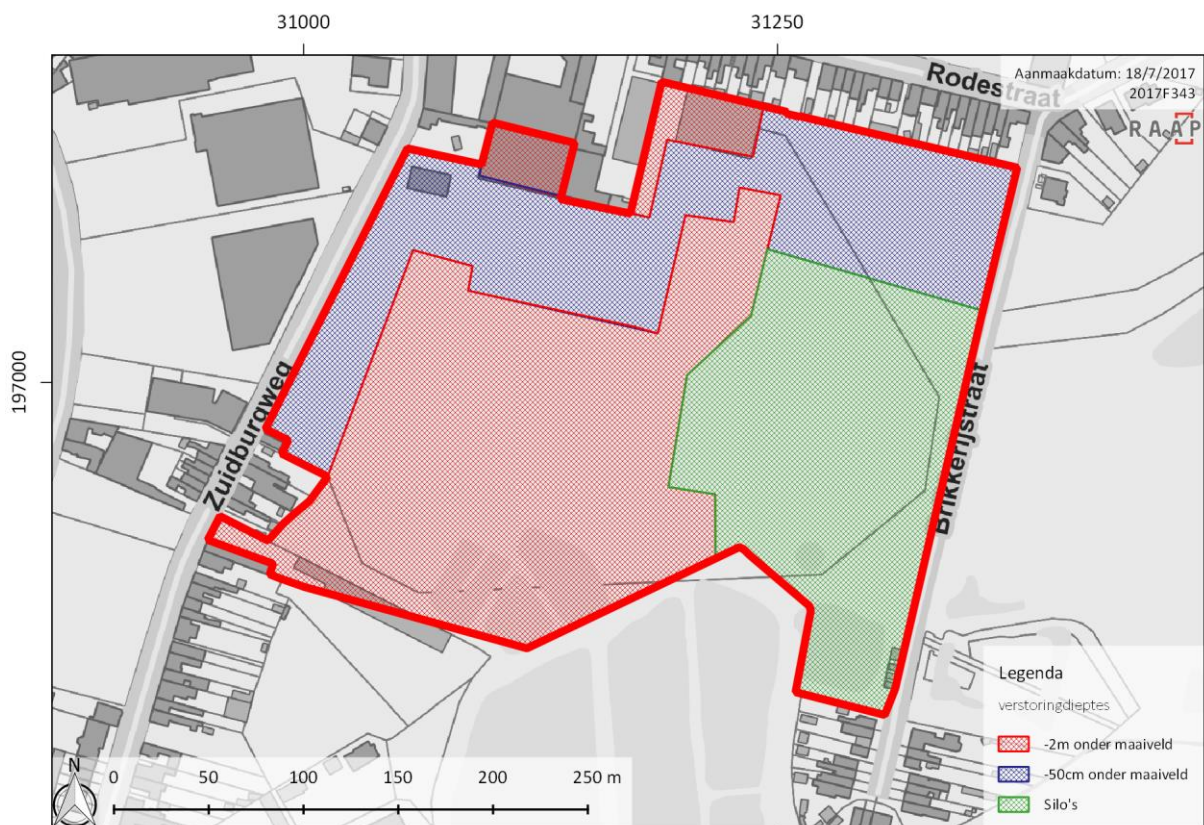 31000
31250
Rodestraat
Aanmaakdatum: 18/7/2017
2017F343
RAAP
197000
Zuidburgweg
Brikkerijstraat
Legenda
verstoringdieptes
-2m onder maaiveld
-50cm onder maaiveld
Silo's
N
0 50 100 150 200 250 m